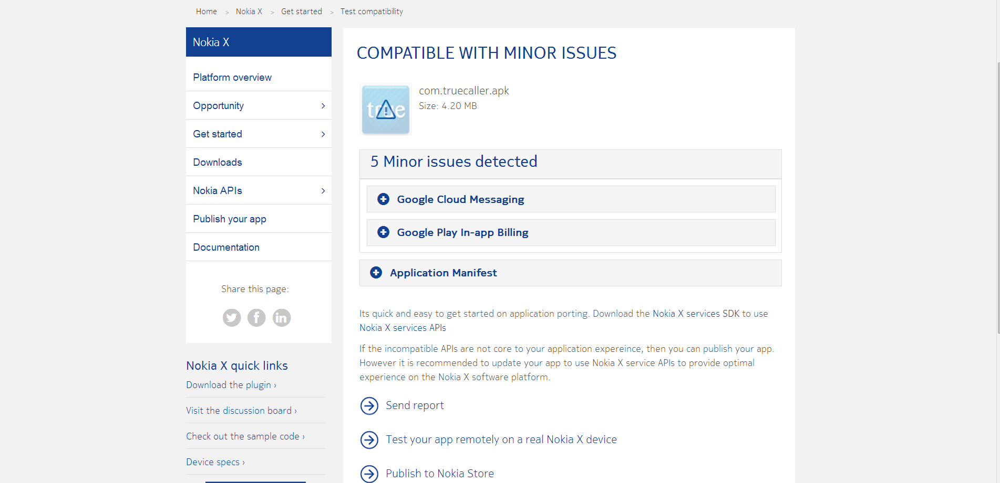 Home > Nokia X > Get started > Test compatibility
Nokia X
Platform overview
Opportunity
Get started
Downloads
Nokia APIs
Publish your app
Documentation
Share this page:
Nokia X quick links
Download the plugin ›
Visit the discussion board ›
Check out the sample code ›
Device specs ›
COMPATIBLE WITH MINOR ISSUES
true
com.truecaller.apk
Size: 4.20 MB
5 Minor issues detected
Google Cloud Messaging
Google Play In-app Billing
Application Manifest
Its quick and easy to get started on application porting. Download the Nokia X services SDK to use
Nokia X services APIs
If the incompatible APIs are not core to your application expereince, then you can publish your app.
However it is recommended to update your app to use Nokia X service APIs to provide optimal
experience on the Nokia X software platform.
Send report
Test your app remotely on a real Nokia X device
Publish to Nokia Store